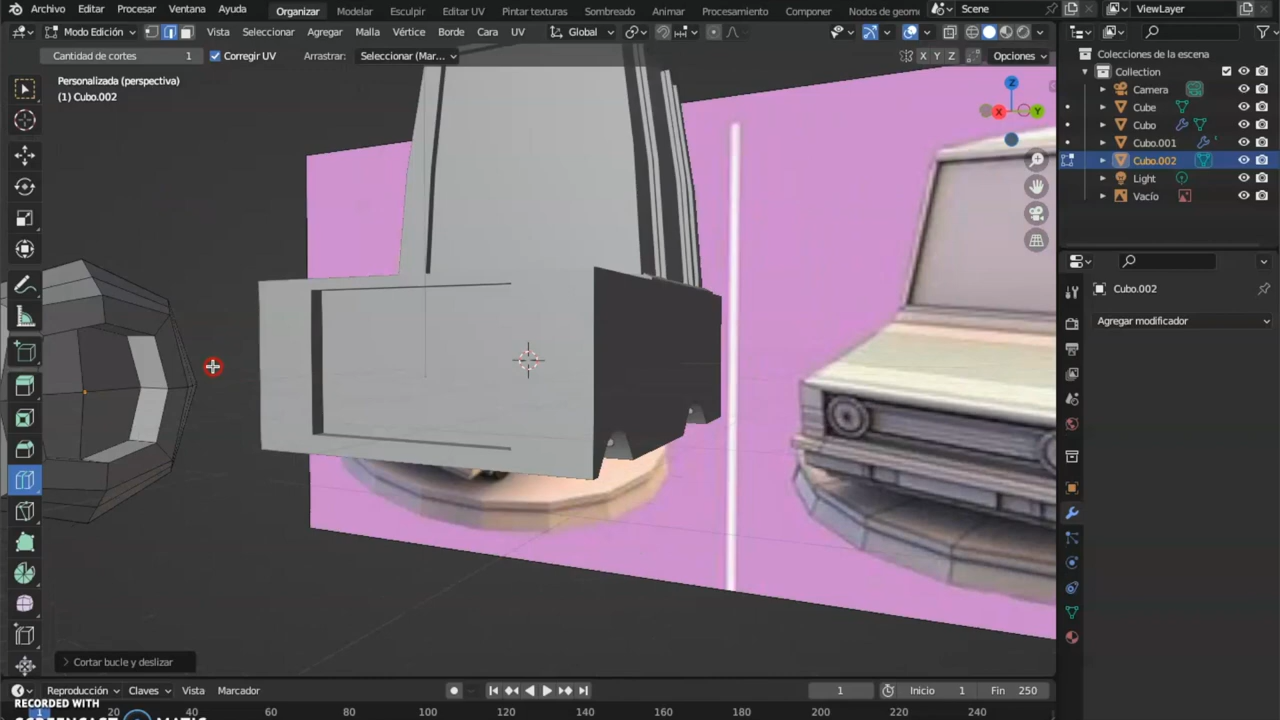 Archivo Editar Procesar Ventana Ayuda Organizar Modelar Esculpir Editar UV Pintar texturas Sombreado Animar Procesamiento Componer Nodos de geome Scene ViewLayer
Modo Edición Vista Seleccionar Agregar Malla Vértice Borde Cara UV Global
Cantidad de cortes 1 Corregir UV Arrastrar: Seleccionar (Mar... X Y Z Opciones
Colecciones de la escena
Collection
Camera
Cube
Cubo
Cubo.001
Cubo.002
Light
Vacío
Personalizada (perspectiva)
(1) Cubo.002
Z
X
Y
Cubo.002
Agregar modificador
Cortar bucle y deslizar
Reproducción Claves Vista Marcador 1 Inicio 1 Fin 250
1 20 40 60 80 100 120 140 160 180 200 220 240
RECORDED WITH
SCREENCAST MATIC